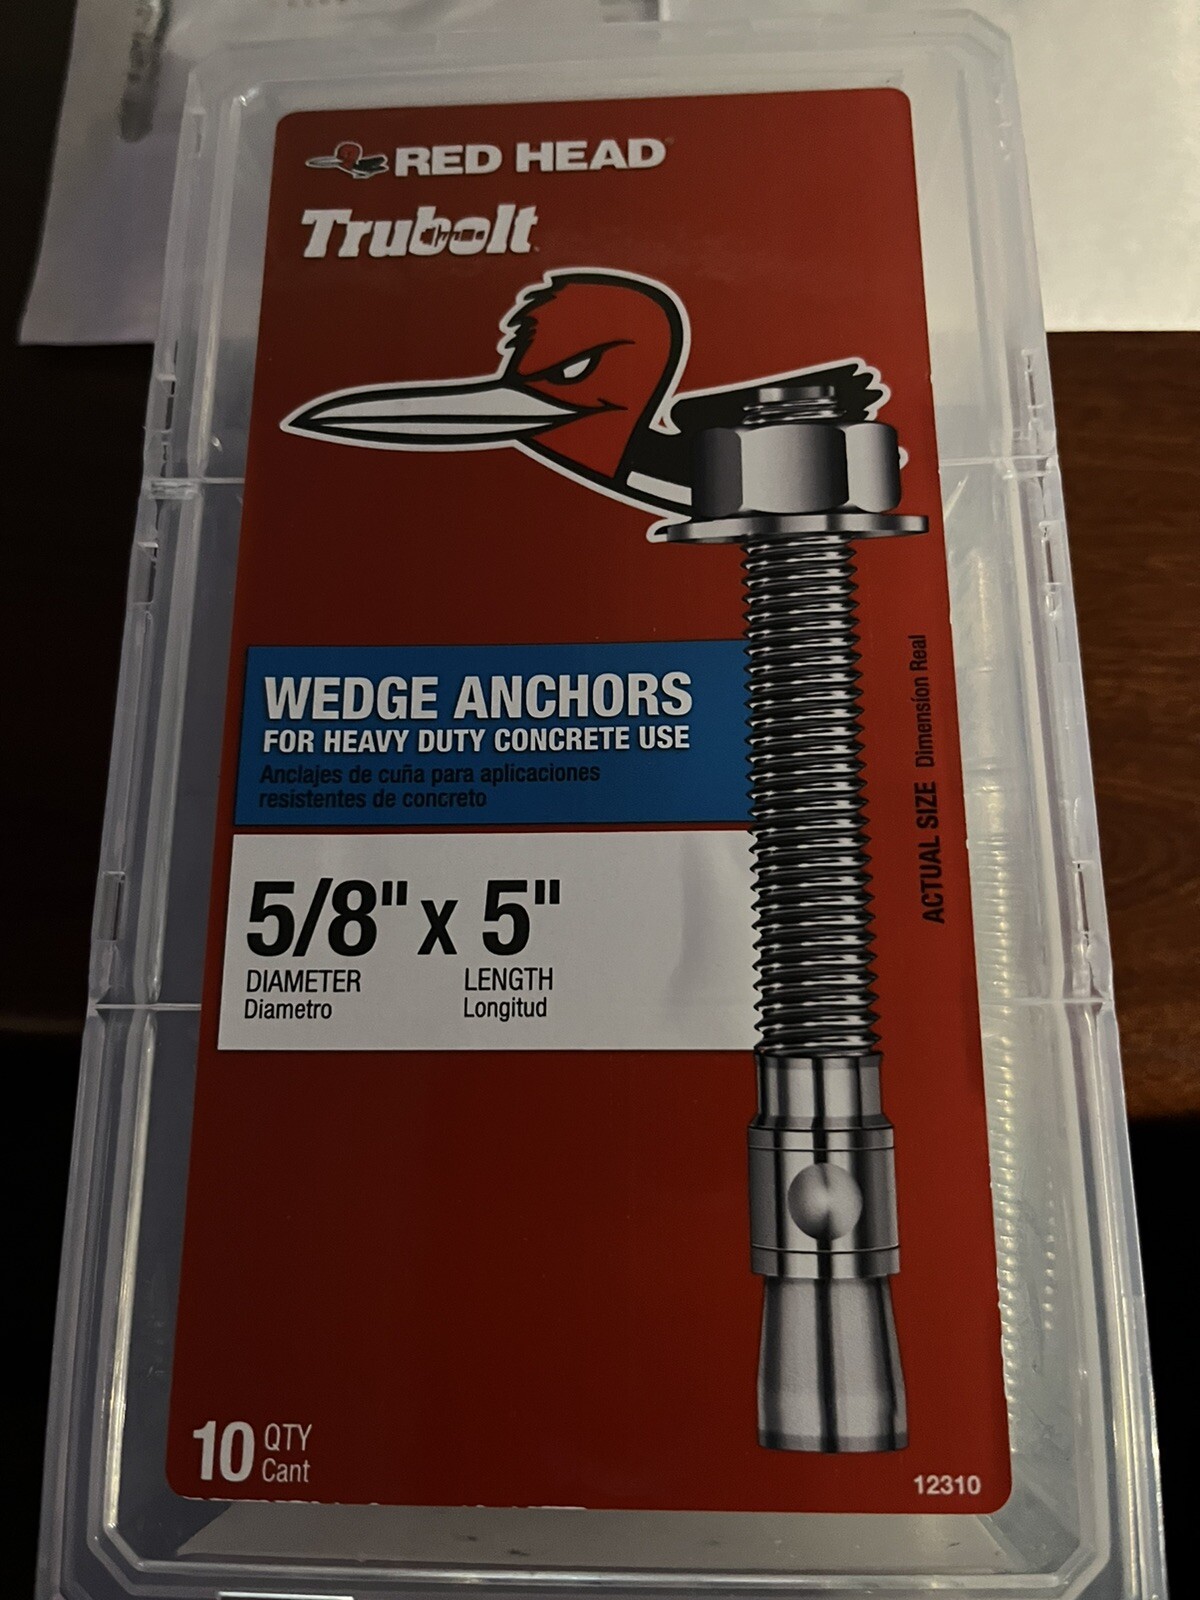 RED HEAD
Trubolt
WEDGE ANCHORS
FOR HEAVY DUTY CONCRETE USE
Anclajes de cuña para aplicaciones
resistentes de concreto
5/8" x 5"
DIAMETER LENGTH
Diametro Longitud
ACTUAL SIZE Dimensíon Real
10 QTY
Cant
12310